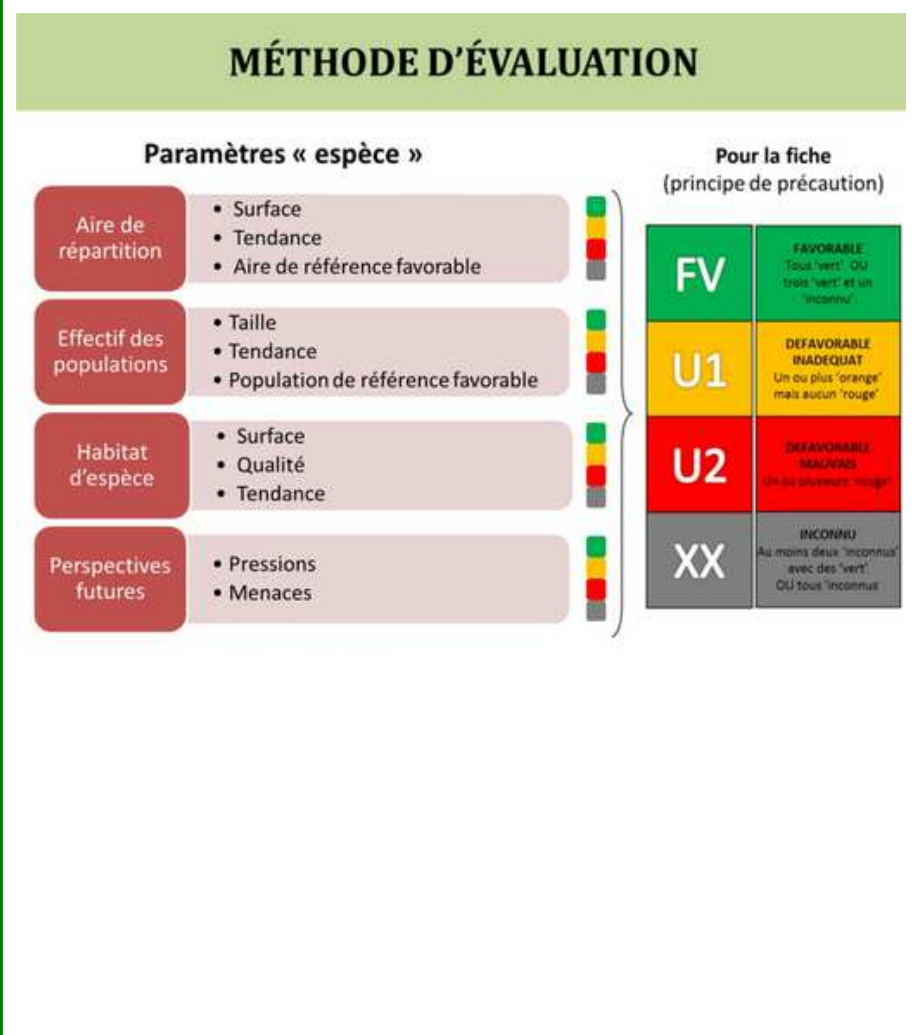 MÉTHODE D'ÉVALUATION
Paramètres « espèce »
Aire de
répartition
• Surface
• Tendance
• Aire de référence favorable
Effectif des
populations
• Taille
• Tendance
• Population de référence favorable
Habitat
d'espèce
• Surface
• Qualité
• Tendance
Perspectives
futures
• Pressions
• Menaces
Pour la fiche
(principe de précaution)
FV
FAVORABLE
Tous 'vert' OU
trois 'vert' et un
'inconnu'
U1
DEFAVORABLE
INADEQUAT
Un ou plus 'orange'
mais aucun 'rouge'
U2
DEFAVORABLE
MAUVAIS
Un ou plusieurs 'rouge'
XX
INCONNU
Au moins deux 'inconnus'
avec des 'vert'
OU tous 'inconnus